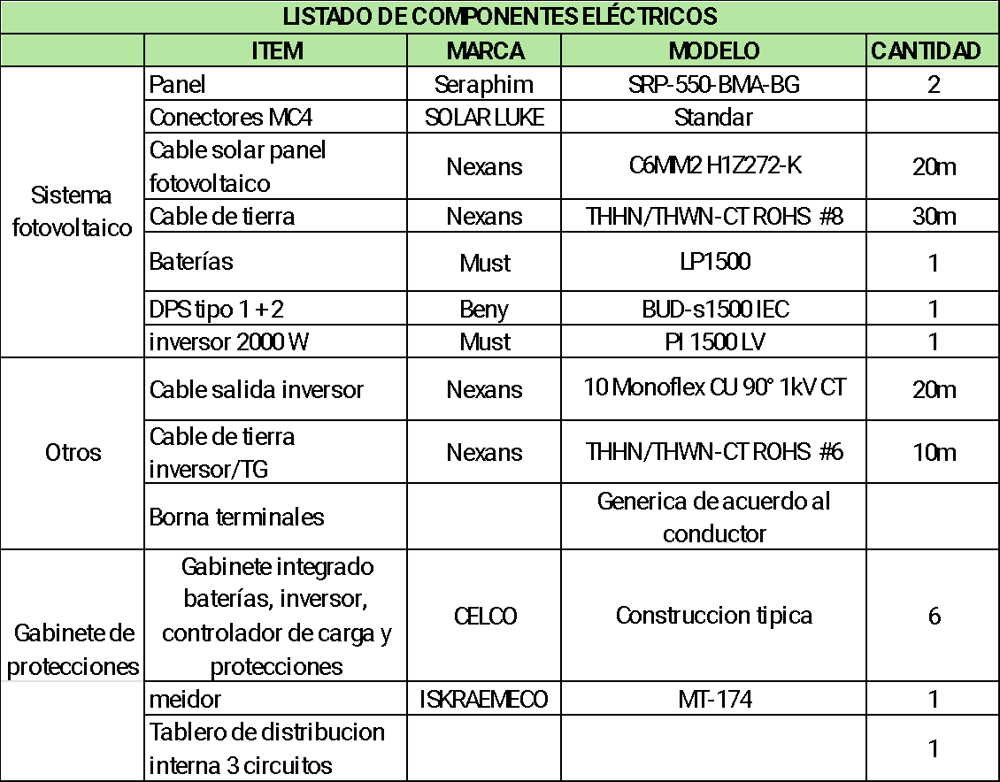 LISTADO DE COMPONENTES ELÉCTRICOS
ITEM MARCA MODELO CANTIDAD
Sistema
fotovoltaico
Panel Seraphim SRP-550-BMA-BG 2
Conectores MC4 SOLAR LUKE Standar
Cable solar panel
fotovoltaico Nexans C6MM2 H1Z272-K 20m
Cable de tierra Nexans THHN/THWN-CT ROHS #8 30m
Baterías Must LP1500 1
DPS tipo 1 + 2 Beny BUD-s1500 IEC 1
inversor 2000 W Must PI 1500 LV 1
Otros
Cable salida inversor Nexans 10 Monoflex CU 90° 1kV CT 20m
Cable de tierra
inversor/TG Nexans THHN/THWN-CT ROHS #6 10m
Borna terminales Generica de acuerdo al
conductor
Gabinete de
protecciones
Gabinete integrado
baterías, inversor,
controlador de carga y
protecciones CELCO Construccion tipica 6
meidor ISKRAEMECO MT-174 1
Tablero de distribucion
interna 3 circuitos 1